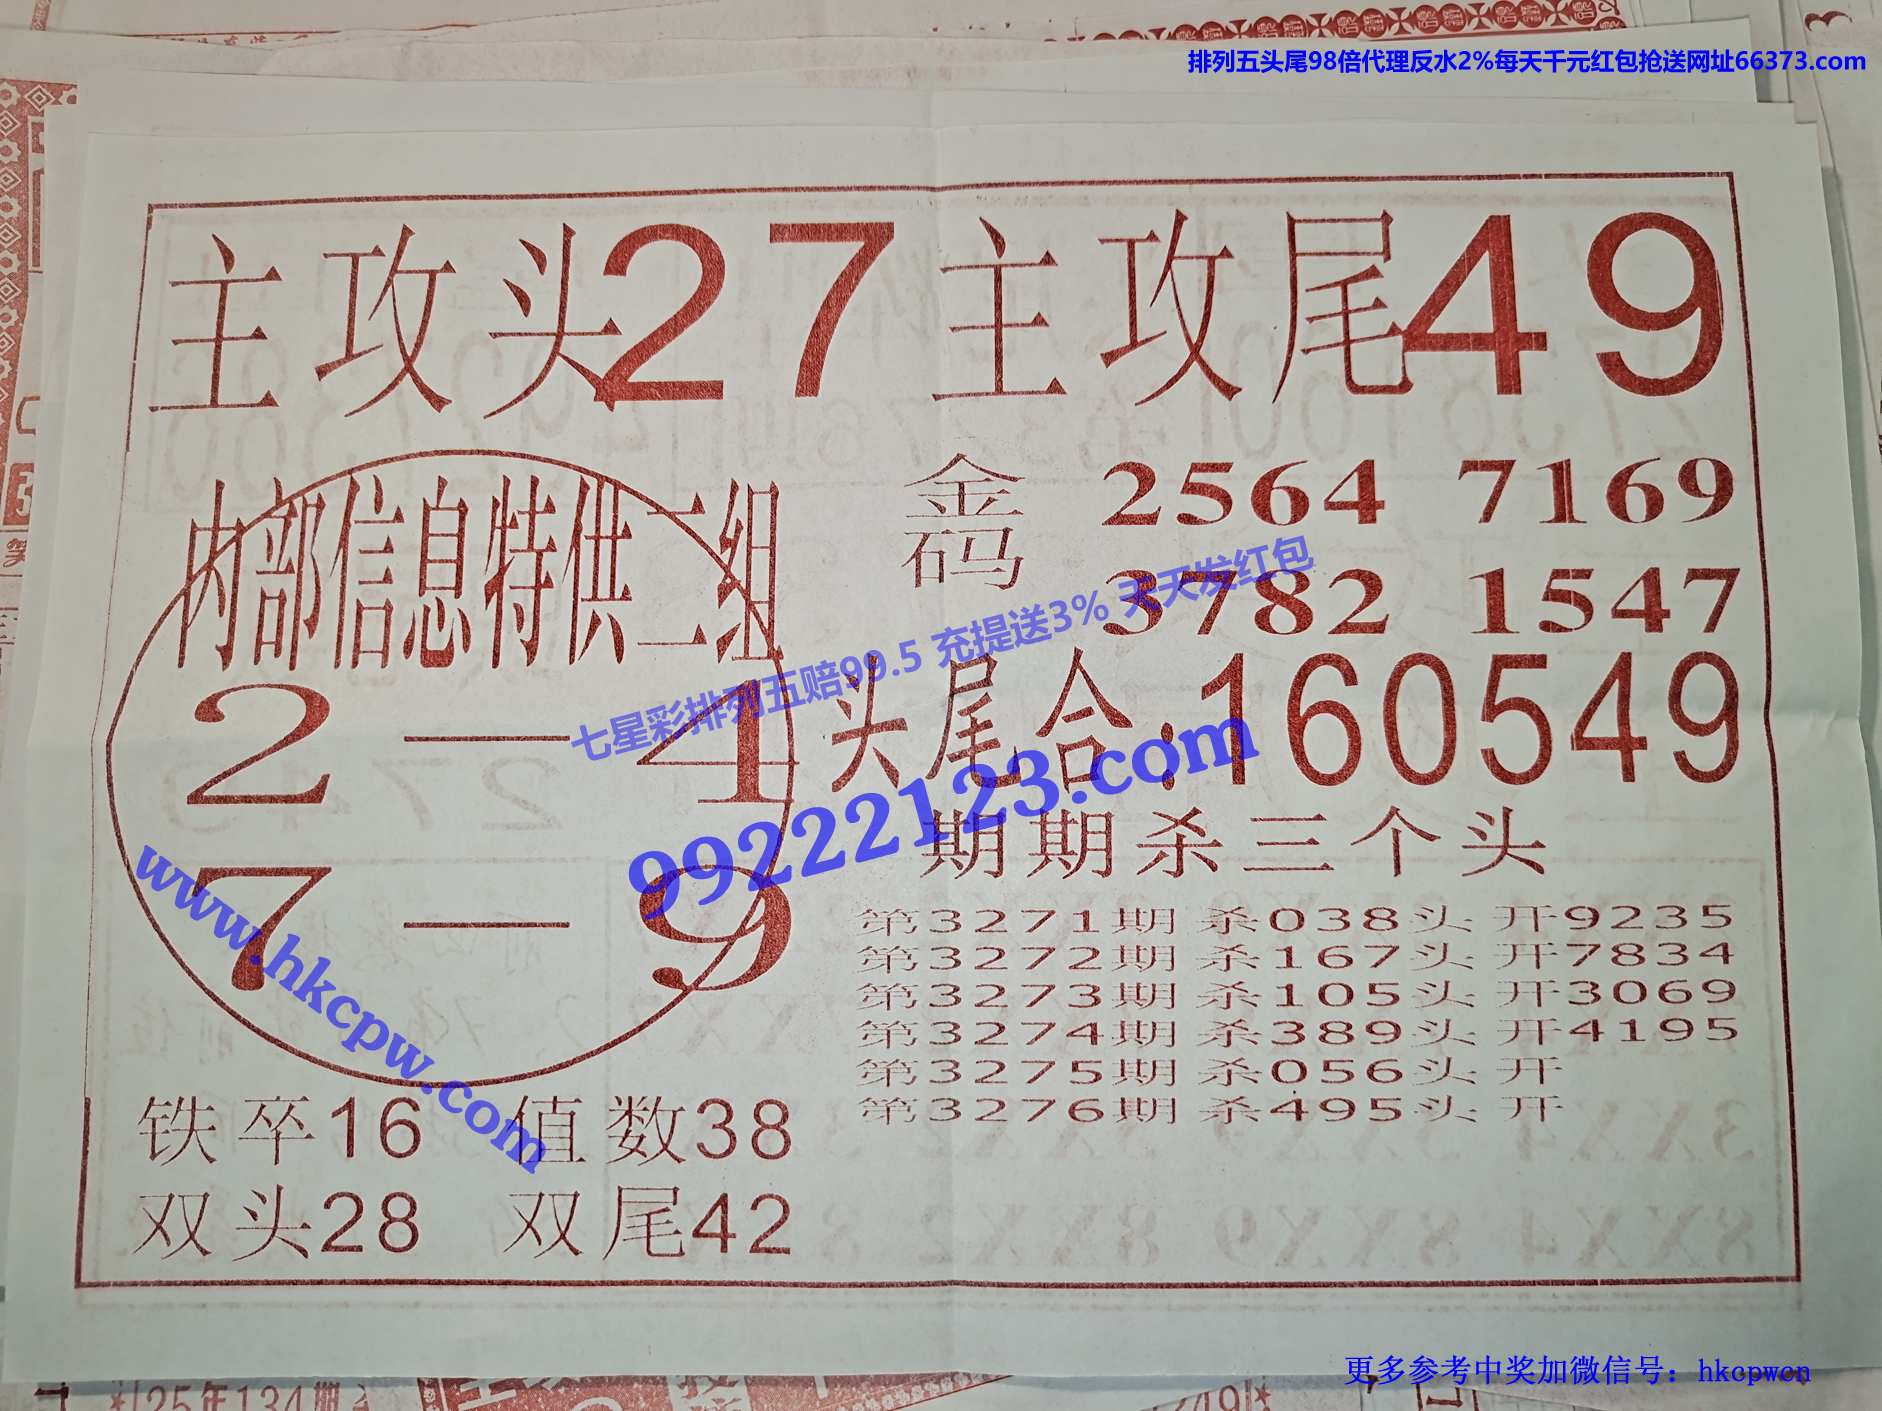 排列五头尾98倍代理反水2%每天千元红包抢送网址66373.com
主攻头27 主攻尾49
内部信息特供二组
2—4
7—9
金码 2564 7169
3782 1547
头尾合:160549
期期杀三个头
第3271期杀038头开9235
第3272期杀167头开7834
第3273期杀105头开3069
第3274期杀389头开4195
第3275期杀056头开
第3276期杀495头开
铁卒16 值数38
双头28 双尾42
七星彩排列五赔99.5 充提送3% 天天发红包
99222123.com
www.hkcpw.com
更多参考中奖加微信号：hkcpwcn
25年134期